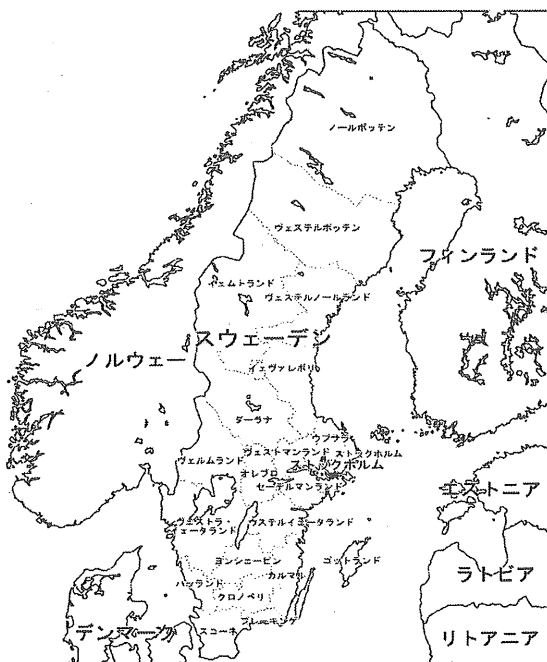 ノールボッテン
ヴェステルボッテン
フィンランド
イェムトランド
ヴェステルノールランド
スウェーデン
ノルウェー
イェヴァレボリ
ダーラナ
ウプサラ
ヴェストマンランド
ストックホルム
ヴェルムランド
ストックホルム
オレブロ
セーデルマンランド
エストニア
ヴェストラ・
イェータランド
ウステルイェータランド
ヨンシェーピン
ゴットランド
カルマル
ラトビア
ハッランド
クロノベリ
ブレーキンゲ
デンマーク
スコーネ
リトアニア